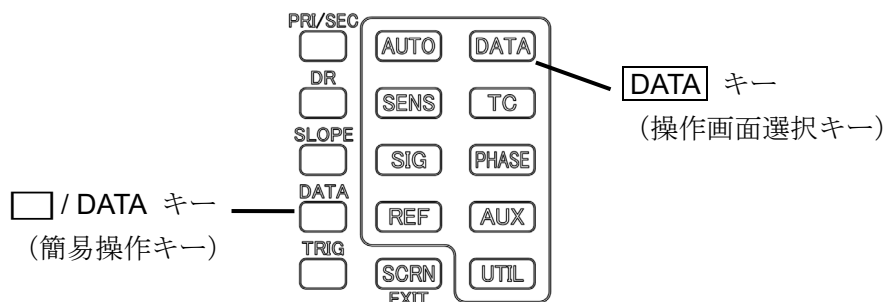 PRI/SEC
AUTO DATA
DATA キー
(操作画面選択キー)
DR
SENS TC
SLOPE
SIG PHASE
DATA
/ DATA キー
(簡易操作キー)
REF AUX
TRIG
SCRN UTIL
EXIT